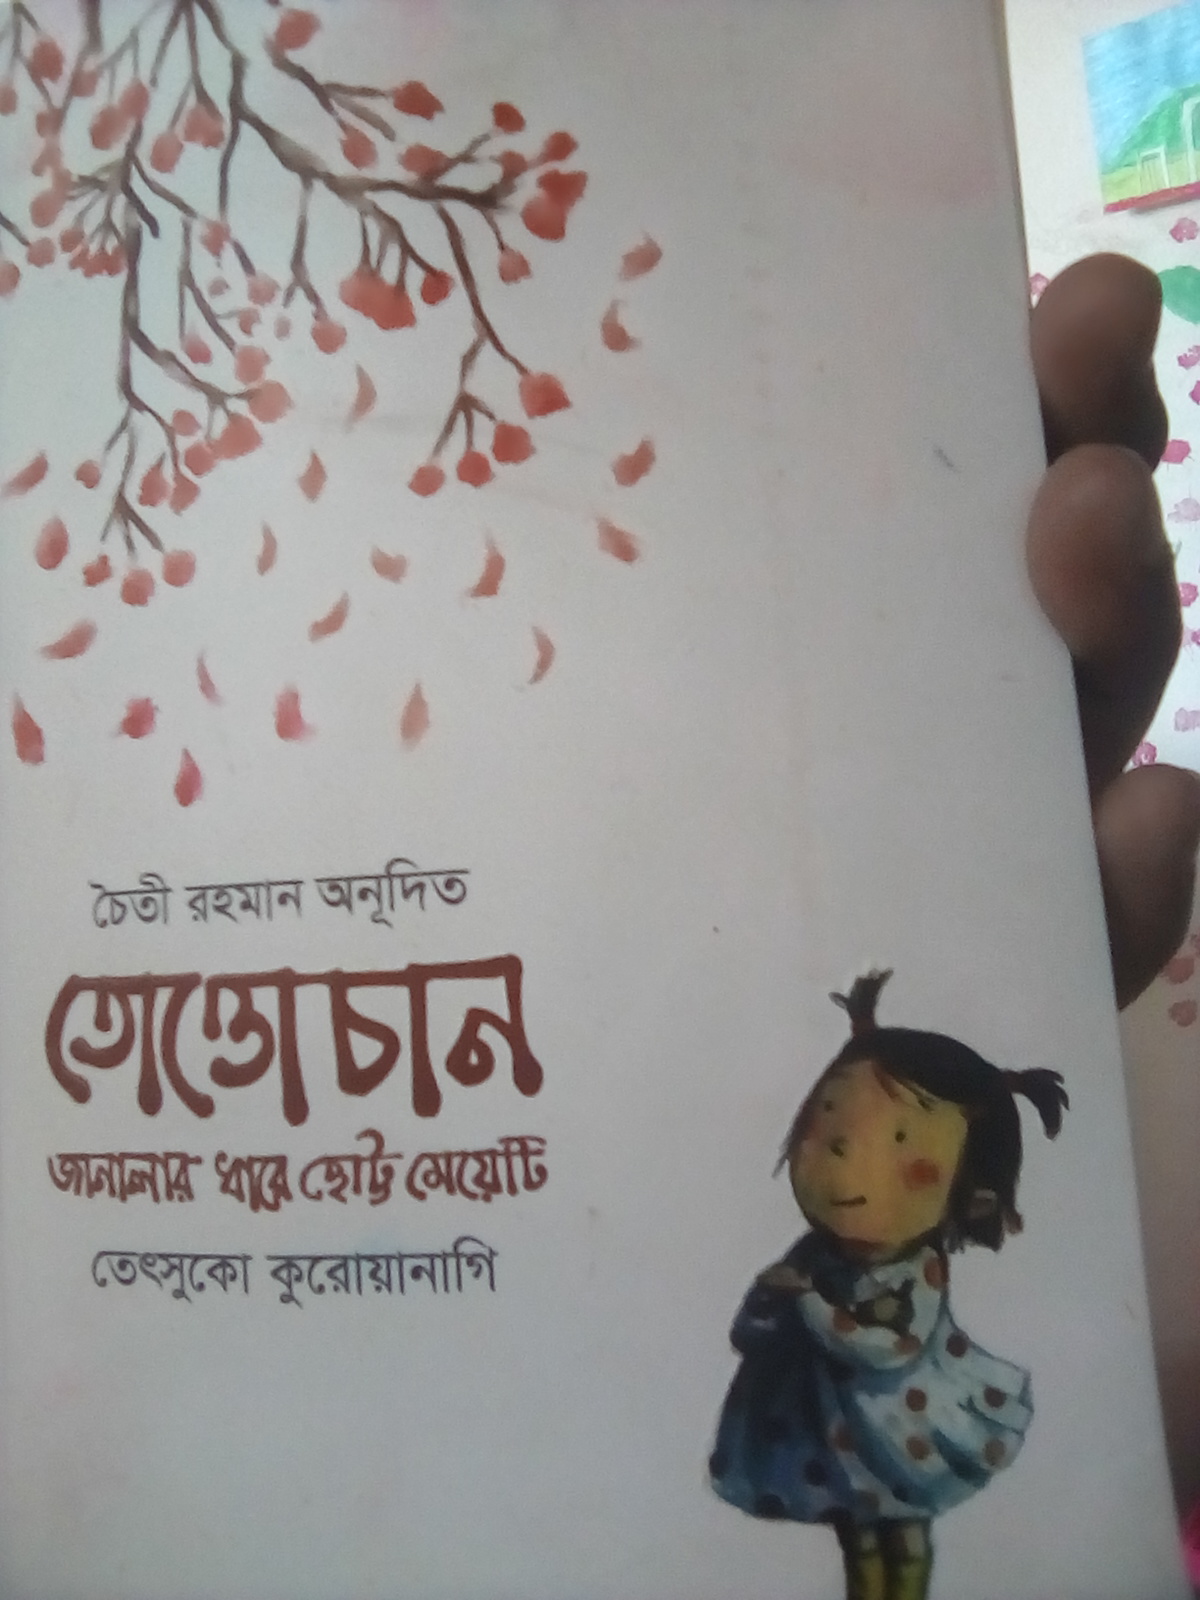 চৈতী রহমান অনূদিত
তোত্তোচান
জানালার ধারে ছোট্ট মেয়েটি
তেৎসুকো কুরোয়ানাগি